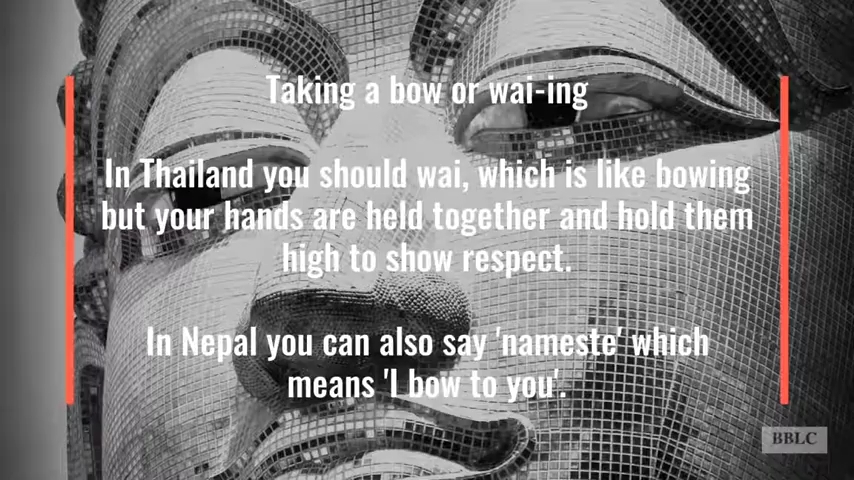 Taking a bow or wai-ing
In Thailand you should wai, which is like bowing
but your hands are held together and hold them
high to show respect.
In Nepal you can also say 'nameste' which
means 'I bow to you'.
BBLC